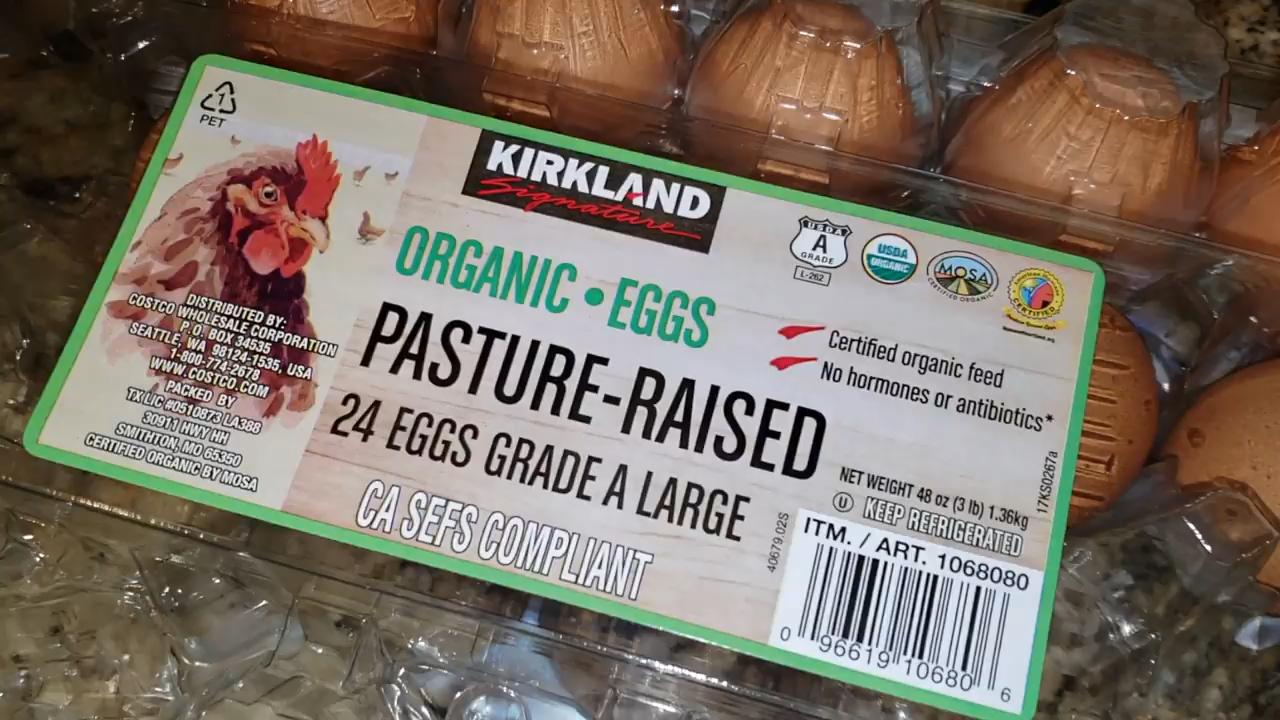 1
PET
KIRKLAND
Signature
ORGANIC • EGGS
PASTURE-RAISED
24 EGGS GRADE A LARGE
CA SEFS COMPLIANT
DISTRIBUTED BY:
COSTCO WHOLESALE CORPORATION
P.O. BOX 34535
SEATTLE, WA 98124-1535, USA
1-800-774-2678
WWW.COSTCO.COM
PACKED BY
TX LIC #0510873 LA388
30911 HWY HH
SMITHTON, MO 65350
CERTIFIED ORGANIC BY MOSA
USDA
A
GRADE
L-262
USDA
ORGANIC
MOSA
CERTIFIED ORGANIC
CERTIFIED
Certified organic feed
No hormones or antibiotics*
NET WEIGHT 48 oz (3 lb) 1.36kg
U KEEP REFRIGERATED
17KS0267a
40679.02S
ITM. / ART. 1068080
0 96619 10680 6